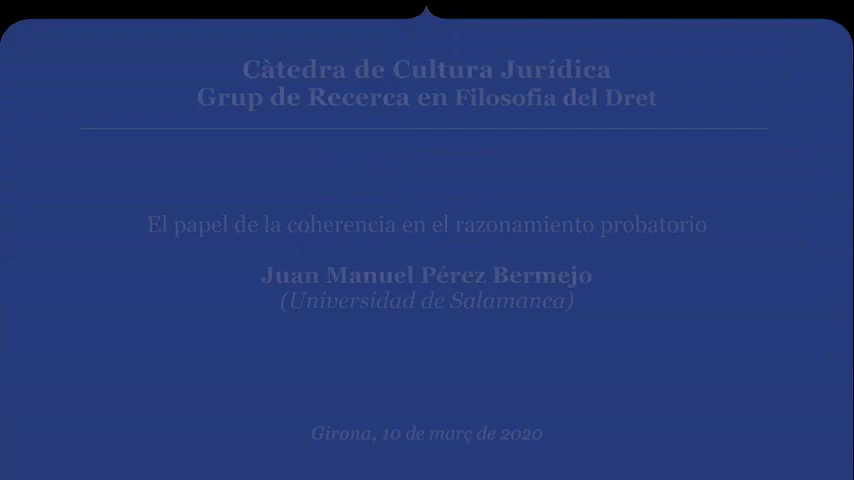 Càtedra de Cultura Jurídica
Grup de Recerca en Filosofia del Dret
El papel de la coherencia en el razonamiento probatorio
Juan Manuel Pérez Bermejo
(Universidad de Salamanca)
Girona, 10 de març de 2020